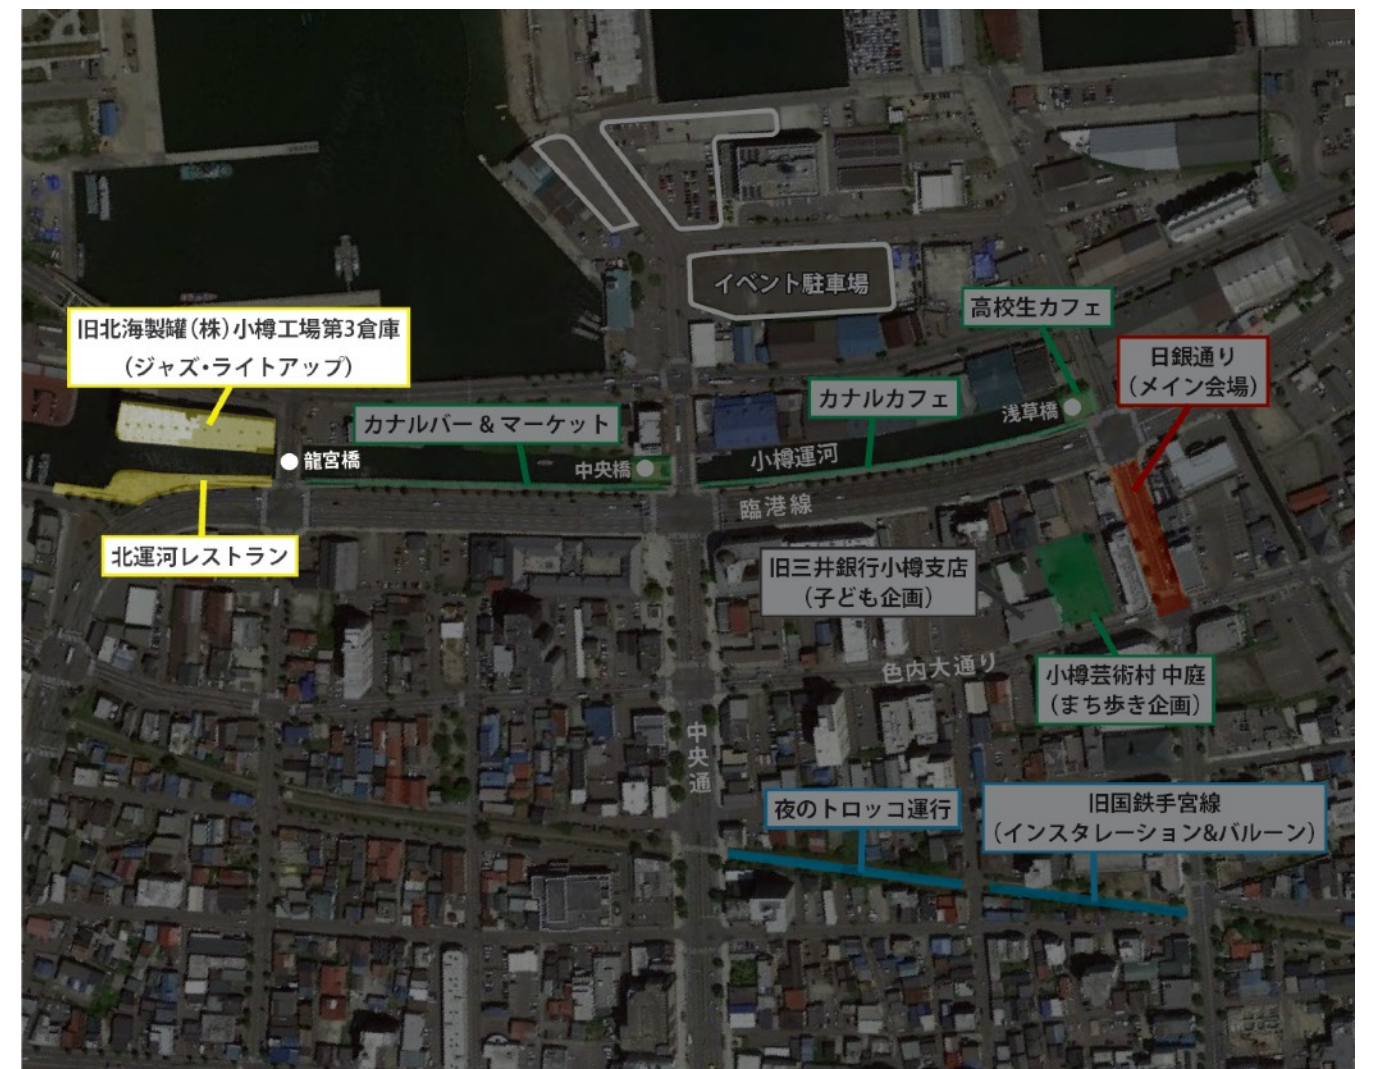 イベント駐車場
高校生カフェ
旧北海製罐(株)小樽工場第3倉庫
(ジャズ・ライトアップ)
日銀通り
(メイン会場)
カナルカフェ
カナルバー & マーケット
浅草橋
小樽運河
龍宮橋
中央橋
臨港線
北運河レストラン
旧三井銀行小樽支店
(子ども企画)
色内大通り
小樽芸術村 中庭
(まち歩き企画)
中央通
夜のトロッコ運行
旧国鉄手宮線
(インスタレーション&バルーン)